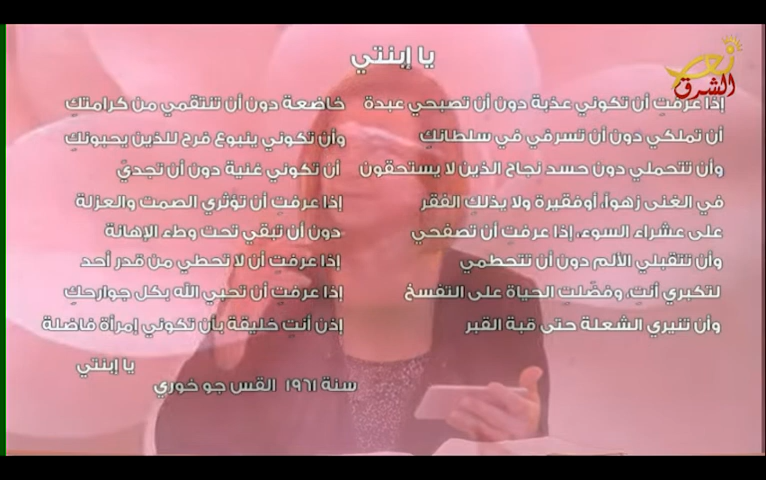 يا إبنتي
نور الشرق
إذا عرفتِ أن تكوني عذبة دون أن تصبحي عبدة خاضعة دون أن تنتقمي من كرامتكِ
أن تملكي دون أن تسرفي في سلطانكِ وأن تكوني ينبوع فرح للذين يحبونكِ
وأن تتحملي دون حسد نجاح الذين لا يستحقون أن تكوني غنية دون أن تجديَ
في الغنى زهواً، أوفقيرة ولا يذلكِ الفقر إذا عرفتِ أن تؤثري الصمت والعزلة
على عشراء السوء، إذا عرفتِ أن تصفحي دون أن تبقي تحت وطء الإهانة
وأن تتقبلي الألم دون أن تتحطمي إذا عرفتِ أن لا تحطي من قدر أحد
لتكبري أنتِ، وفضّلتِ الحياة على التفسخ إذا عرفتِ أن تحبي الله بكل جوارحكِ
وأن تنيري الشعلة حتى قبة القبر إذن أنتِ خليقة بأن تكوني إمرأة فاضلة
يا إبنتي
سنة ١٩٦١ القس جو خوري